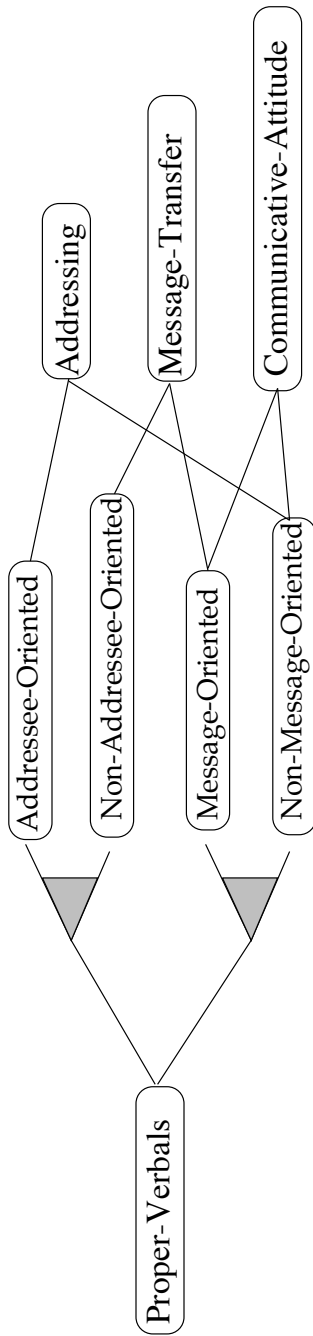 Proper-Verbals
Addressee-Oriented
Non-Addressee-Oriented
Message-Oriented
Non-Message-Oriented
Addressing
Message-Transfer
Communicative-Attitude